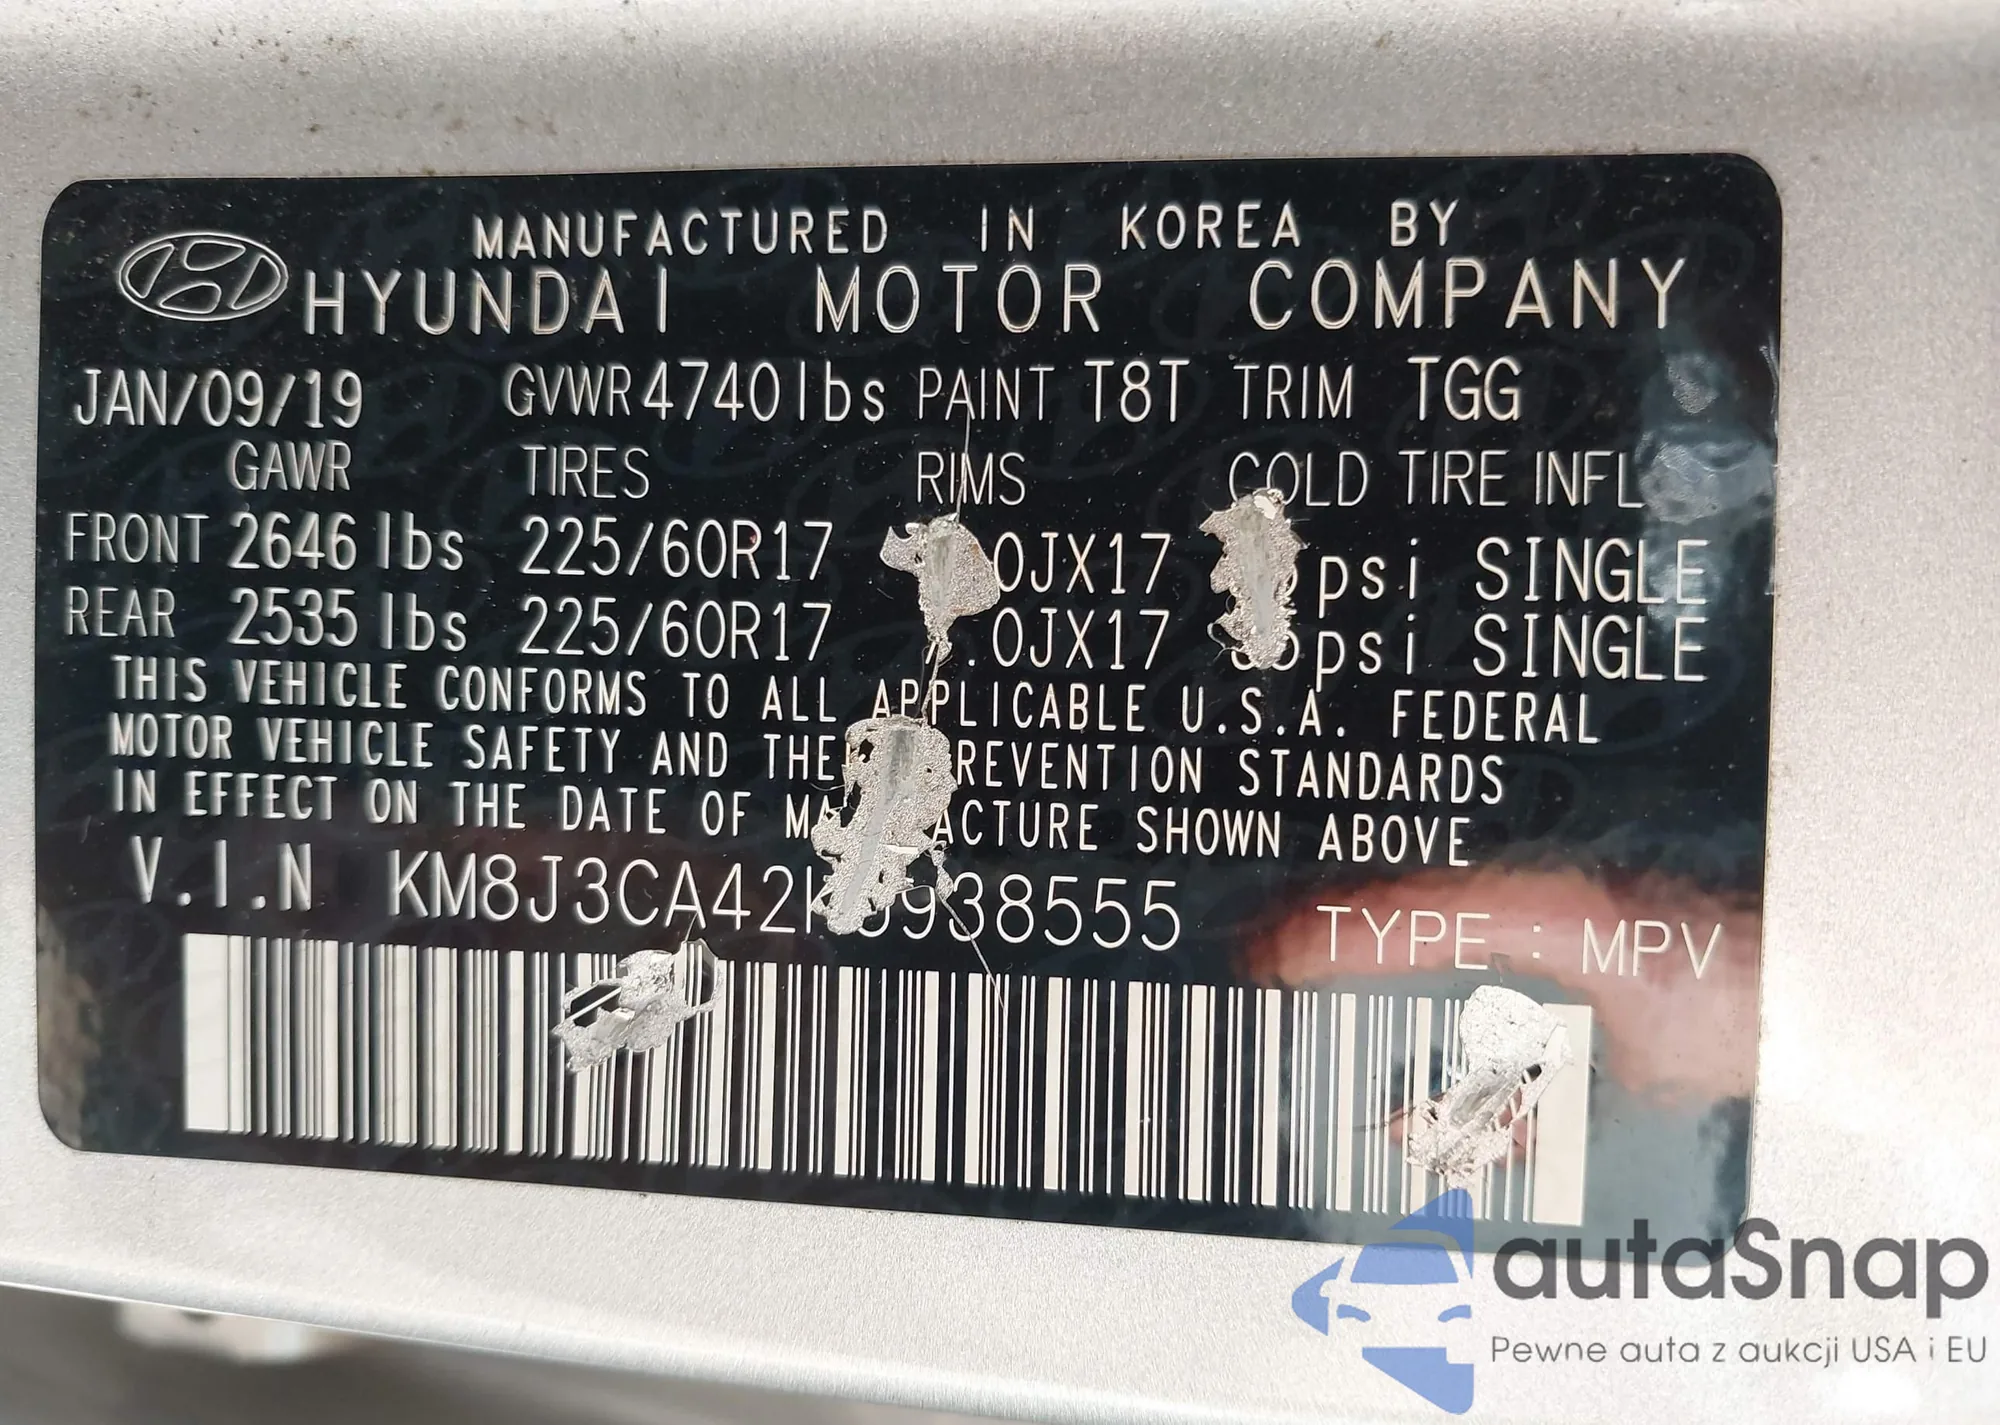 MANUFACTURED IN KOREA BY
HYUNDAI MOTOR COMPANY
JAN/09/19 GVWR 4740lbs PAINT T8T TRIM TGG
GAWR TIRES RIMS COLD TIRE INFL
FRONT 2646 lbs 225/60R17 psi SINGLE
REAR 2535 lbs 225/60R17 psi SINGLE
THIS VEHICLE CONFORMS TO ALL APPLICABLE U.S.A. FEDERAL
MOTOR VEHICLE SAFETY AND STANDARDS
IN EFFECT ON THE DATE OF SHOWN ABOVE
V.I.N TYPE : MPV
autaSnap
Pewne auta z aukcji USA i EU